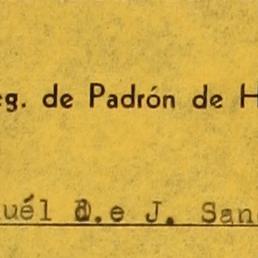 eg. de Padrón de H
uél d.e J. San